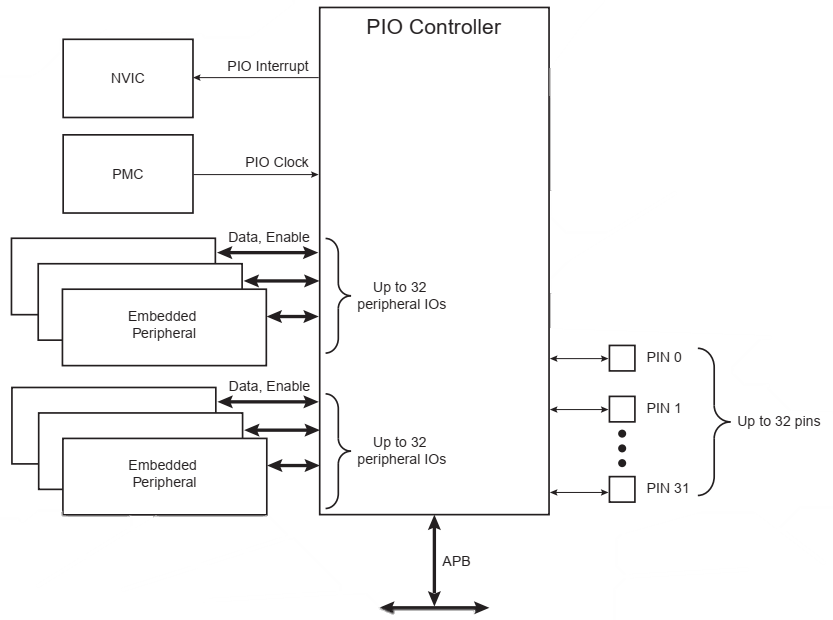 PIO Controller
NVIC
PIO Interrupt
PMC
PIO Clock
Data, Enable
Up to 32
peripheral IOs
Embedded
Peripheral
PIN 0
Data, Enable
PIN 1
Up to 32 pins
Up to 32
peripheral IOs
Embedded
Peripheral
PIN 31
APB